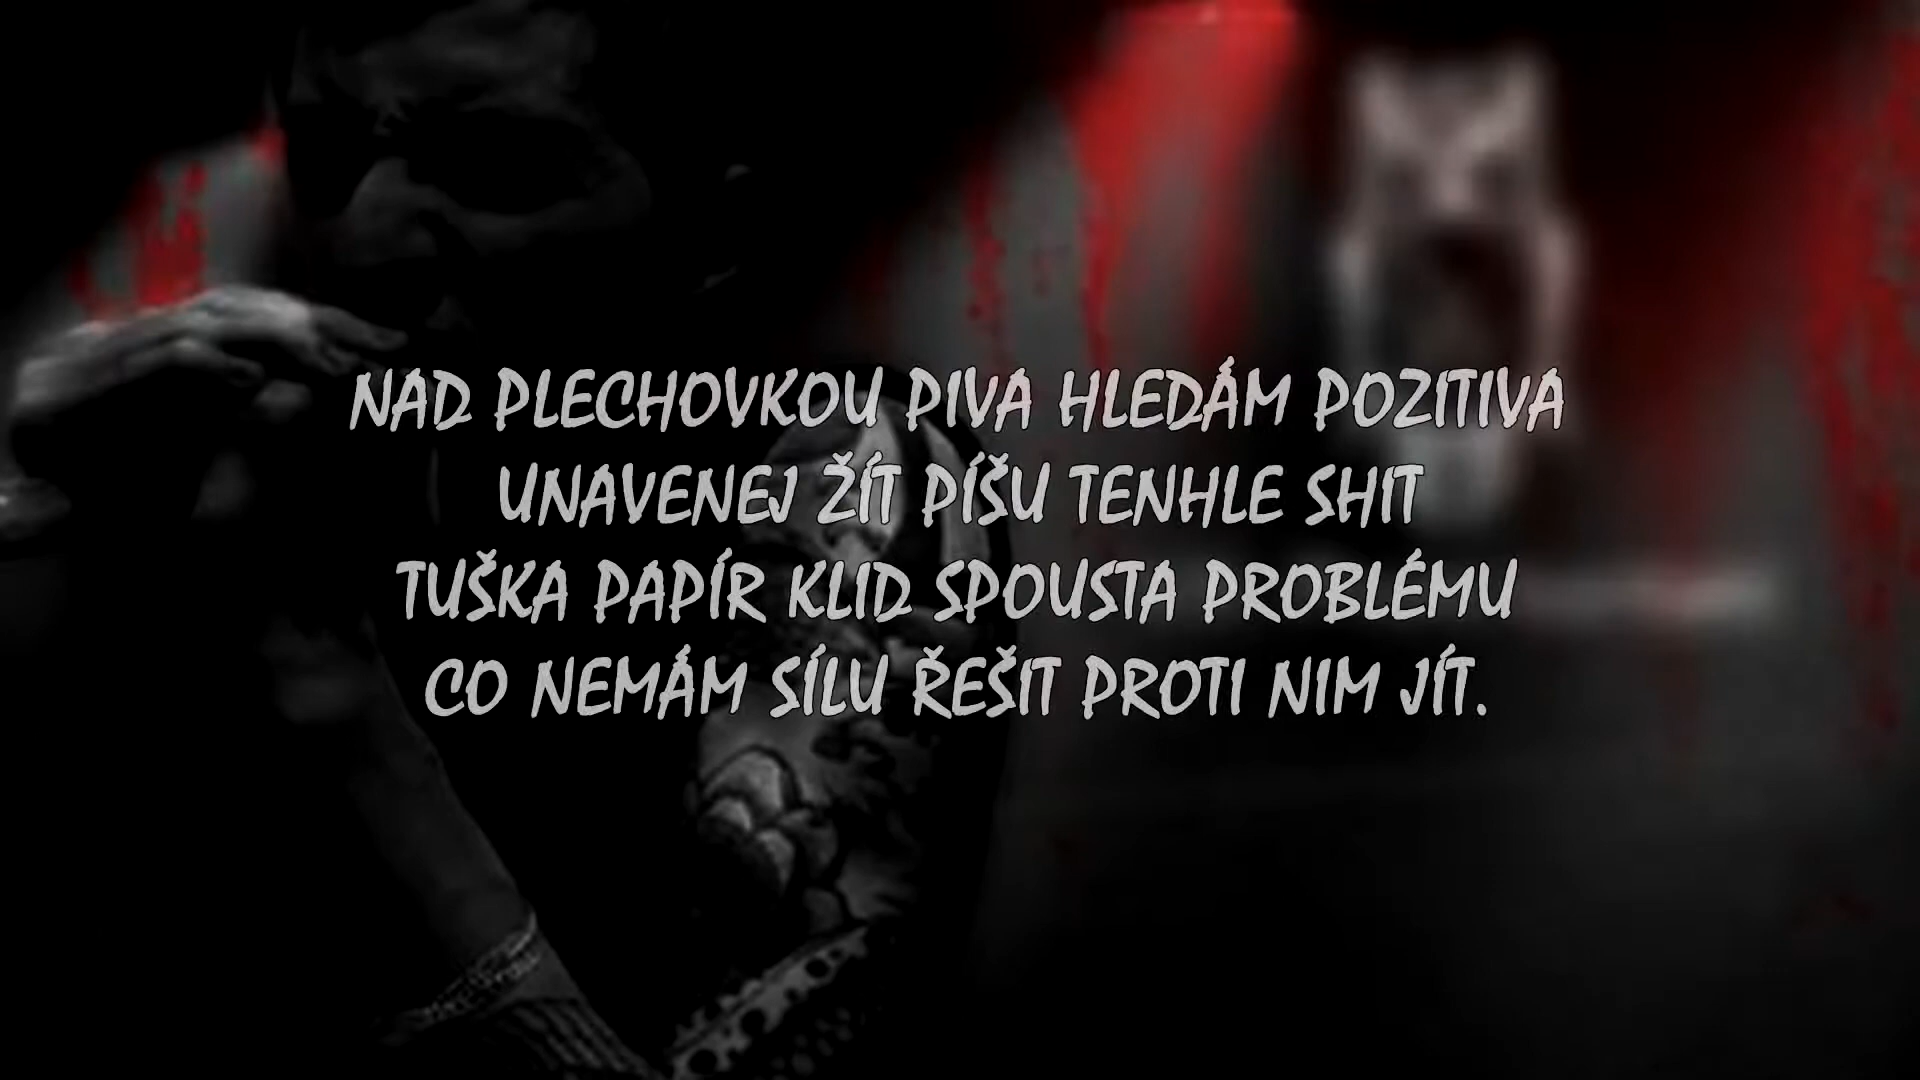 NAD PLECHOVKOU PIVA HLEDÁM POZITIVA
UNAVENEJ ŽÍT PÍŠU TENHLE SHIT
TUŠKA PAPÍR KLID SPOUSTA PROBLÉMU
CO NEMÁM SÍLU ŘEŠIT PROTI NIM JÍT.